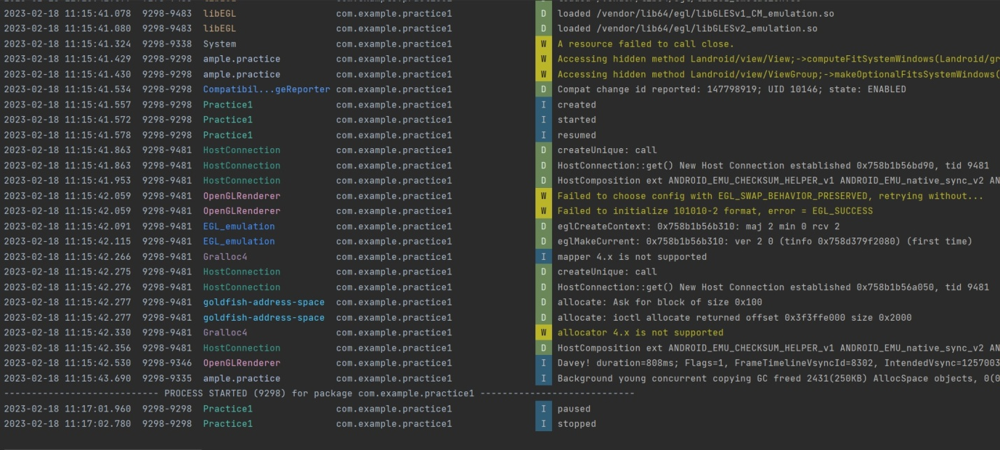 2023-02-18 11:15:41.078 9298-9483 libEGL com.example.practice1 D loaded /vendor/lib64/egl/libGLESv1_CM_emulation.so
2023-02-18 11:15:41.080 9298-9483 libEGL com.example.practice1 D loaded /vendor/lib64/egl/libGLESv2_emulation.so
2023-02-18 11:15:41.324 9298-9338 System com.example.practice1 W A resource failed to call close.
2023-02-18 11:15:41.429 9298-9298 ample.practice com.example.practice1 W Accessing hidden method Landroid/view/View;->computeFitSystemWindows(Landroid/gr
2023-02-18 11:15:41.430 9298-9298 ample.practice com.example.practice1 W Accessing hidden method Landroid/view/ViewGroup;->makeOptionalFitsSystemWindows(
2023-02-18 11:15:41.534 9298-9298 Compatibil...geReporter com.example.practice1 D Compat change id reported: 147798919; UID 10146; state: ENABLED
2023-02-18 11:15:41.557 9298-9298 Practice1 com.example.practice1 I created
2023-02-18 11:15:41.572 9298-9298 Practice1 com.example.practice1 I started
2023-02-18 11:15:41.578 9298-9298 Practice1 com.example.practice1 I resumed
2023-02-18 11:15:41.863 9298-9481 HostConnection com.example.practice1 D createUnique: call
2023-02-18 11:15:41.863 9298-9481 HostConnection com.example.practice1 D HostConnection::get() New Host Connection established 0x758b1b56bd90, tid 9481
2023-02-18 11:15:41.953 9298-9481 HostConnection com.example.practice1 D HostComposition ext ANDROID_EMU_CHECKSUM_HELPER_v1 ANDROID_EMU_native_sync_v2 AN
2023-02-18 11:15:42.059 9298-9481 OpenGLRenderer com.example.practice1 W Failed to choose config with EGL_SWAP_BEHAVIOR_PRESERVED, retrying without...
2023-02-18 11:15:42.059 9298-9481 OpenGLRenderer com.example.practice1 W Failed to initialize 101010-2 format, error = EGL_SUCCESS
2023-02-18 11:15:42.091 9298-9481 EGL_emulation com.example.practice1 D eglCreateContext: 0x758b1b56b310: maj 2 min 0 rcv 2
2023-02-18 11:15:42.115 9298-9481 EGL_emulation com.example.practice1 D eglMakeCurrent: 0x758b1b56b310: ver 2 0 (tinfo 0x758d379f2080) (first time)
2023-02-18 11:15:42.266 9298-9481 Gralloc4 com.example.practice1 I mapper 4.x is not supported
2023-02-18 11:15:42.275 9298-9481 HostConnection com.example.practice1 D createUnique: call
2023-02-18 11:15:42.276 9298-9481 HostConnection com.example.practice1 D HostConnection::get() New Host Connection established 0x758b1b56a050, tid 9481
2023-02-18 11:15:42.277 9298-9481 goldfish-address-space com.example.practice1 D allocate: Ask for block of size 0x100
2023-02-18 11:15:42.277 9298-9481 goldfish-address-space com.example.practice1 D allocate: ioctl allocate returned offset 0x3f3ffe000 size 0x2000
2023-02-18 11:15:42.330 9298-9481 Gralloc4 com.example.practice1 W allocator 4.x is not supported
2023-02-18 11:15:42.356 9298-9481 HostConnection com.example.practice1 D HostComposition ext ANDROID_EMU_CHECKSUM_HELPER_v1 ANDROID_EMU_native_sync_v2 AN
2023-02-18 11:15:42.530 9298-9346 OpenGLRenderer com.example.practice1 I Davey! duration=808ms; Flags=1, FrameTimelineVsyncId=8302, IntendedVsync=1257003
2023-02-18 11:15:43.690 9298-9335 ample.practice com.example.practice1 I Background young concurrent copying GC freed 2431(250KB) AllocSpace objects, 0(0
--------------------------- PROCESS STARTED (9298) for package com.example.practice1 ---------------------------
2023-02-18 11:17:01.960 9298-9298 Practice1 com.example.practice1 I paused
2023-02-18 11:17:02.780 9298-9298 Practice1 com.example.practice1 I stopped